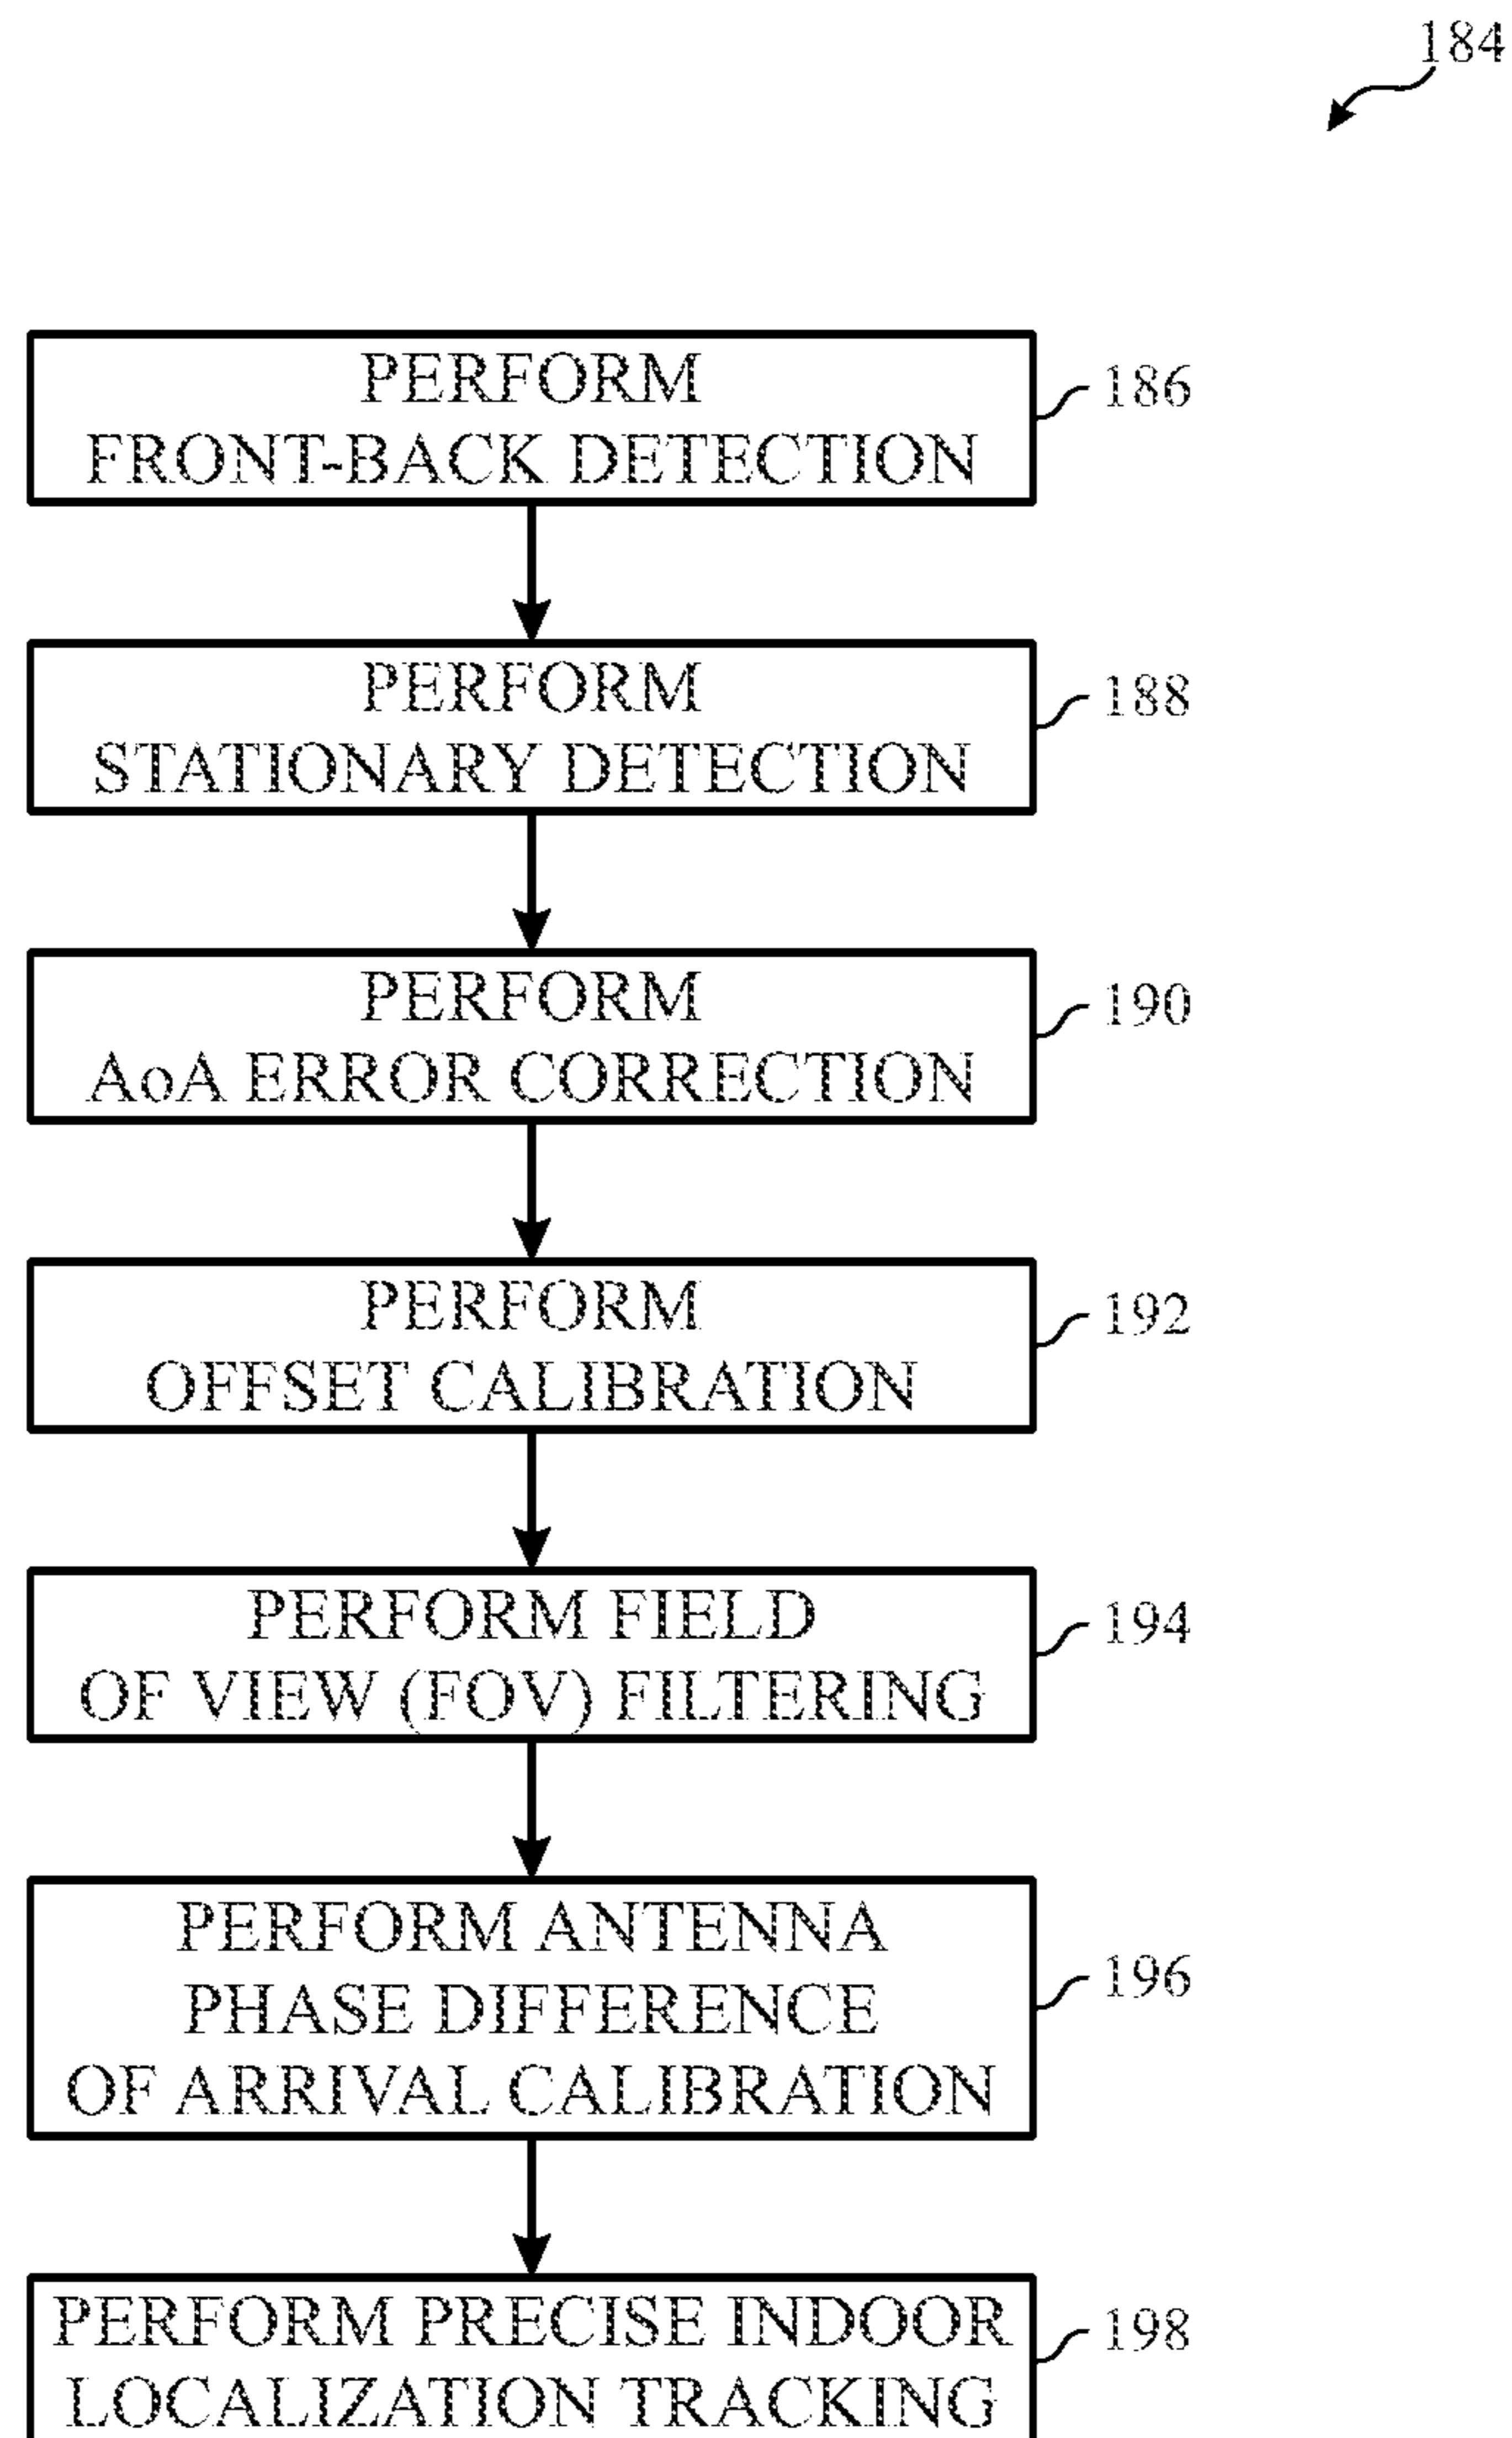 184
PERFORM
FRONT-BACK DETECTION
186
PERFORM
STATIONARY DETECTION
188
PERFORM
AoA ERROR CORRECTION
190
PERFORM
OFFSET CALIBRATION
192
PERFORM FIELD
OF VIEW (FOV) FILTERING
194
PERFORM ANTENNA
PHASE DIFFERENCE
OF ARRIVAL CALIBRATION
196
PERFORM PRECISE INDOOR
LOCALIZATION TRACKING
198